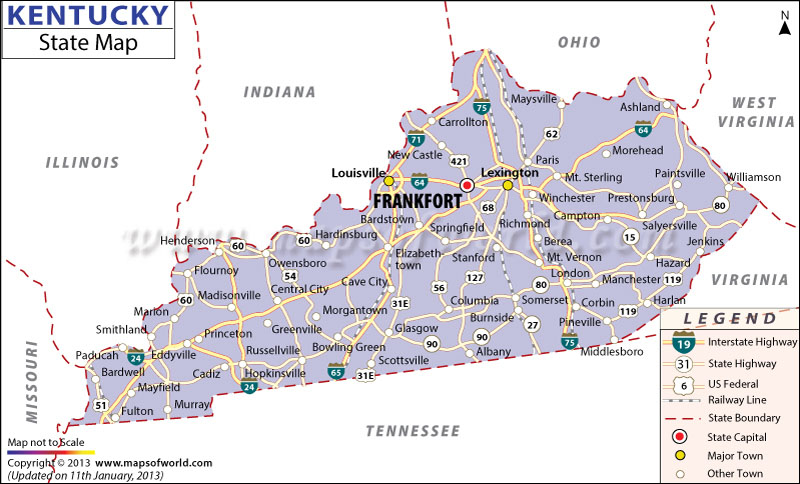 KENTUCKY
State Map
N
OHIO
INDIANA
WEST
VIRGINIA
ILLINOIS
VIRGINIA
MISSOURI
TENNESSEE
Maysville
Ashland
75
Carrollton
62
64
71
New Castle
421
Paris
Morehead
Louisville
64
Lexington
Mt. Sterling
Paintsville
Williamson
FRANKFORT
Winchester
Prestonsburg
80
68
Bardstown
Springfield
Richmond
Campton
Salyersville
www.mapsofworld.com
Henderson
60
60
Hardinsburg
Elizabeth-
town
Stanford
Berea
15
Jenkins
Flournoy
Owensboro
54
Mt. Vernon
Hazard
Madisonville
Central City
Cave City
127
London
Manchester
119
60
31E
56
80
Marion
Morgantown
Columbia
Somerset
Corbin
119
Harlan
Smithland
Princeton
Greenville
Glasgow
90
Burnside
27
Pineville
Paducah
24
Eddyville
Russellville
Bowling Green
90
Albany
75
Middlesboro
Bardwell
Cadiz
Hopkinsville
65
31E
Scottsville
Mayfield
24
51
Fulton
Murray
LEGEND
19
Interstate Highway
31
State Highway
6
US Federal
Railway Line
State Boundary
State Capital
Major Town
Other Town
Map not to Scale
Copyright © 2013 www.mapsofworld.com
(Updated on 11th January, 2013)